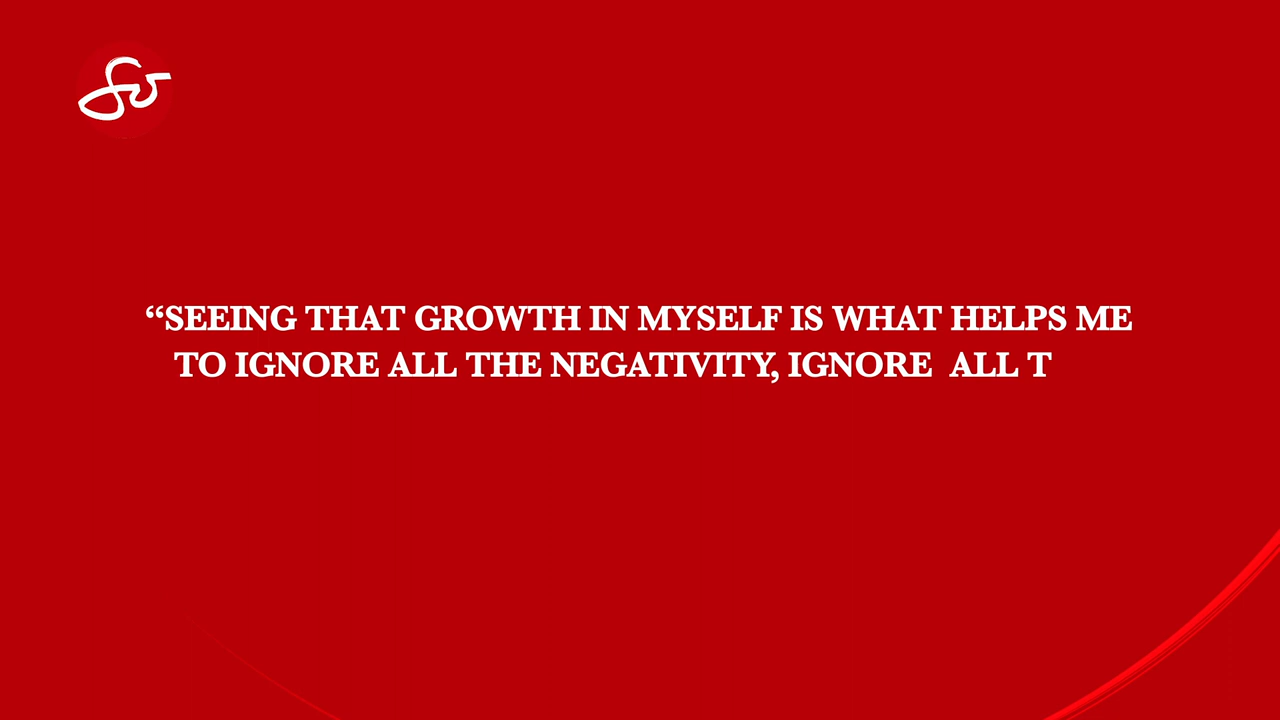 “SEEING THAT GROWTH IN MYSELF IS WHAT HELPS ME
TO IGNORE ALL THE NEGATIVITY, IGNORE  ALL T